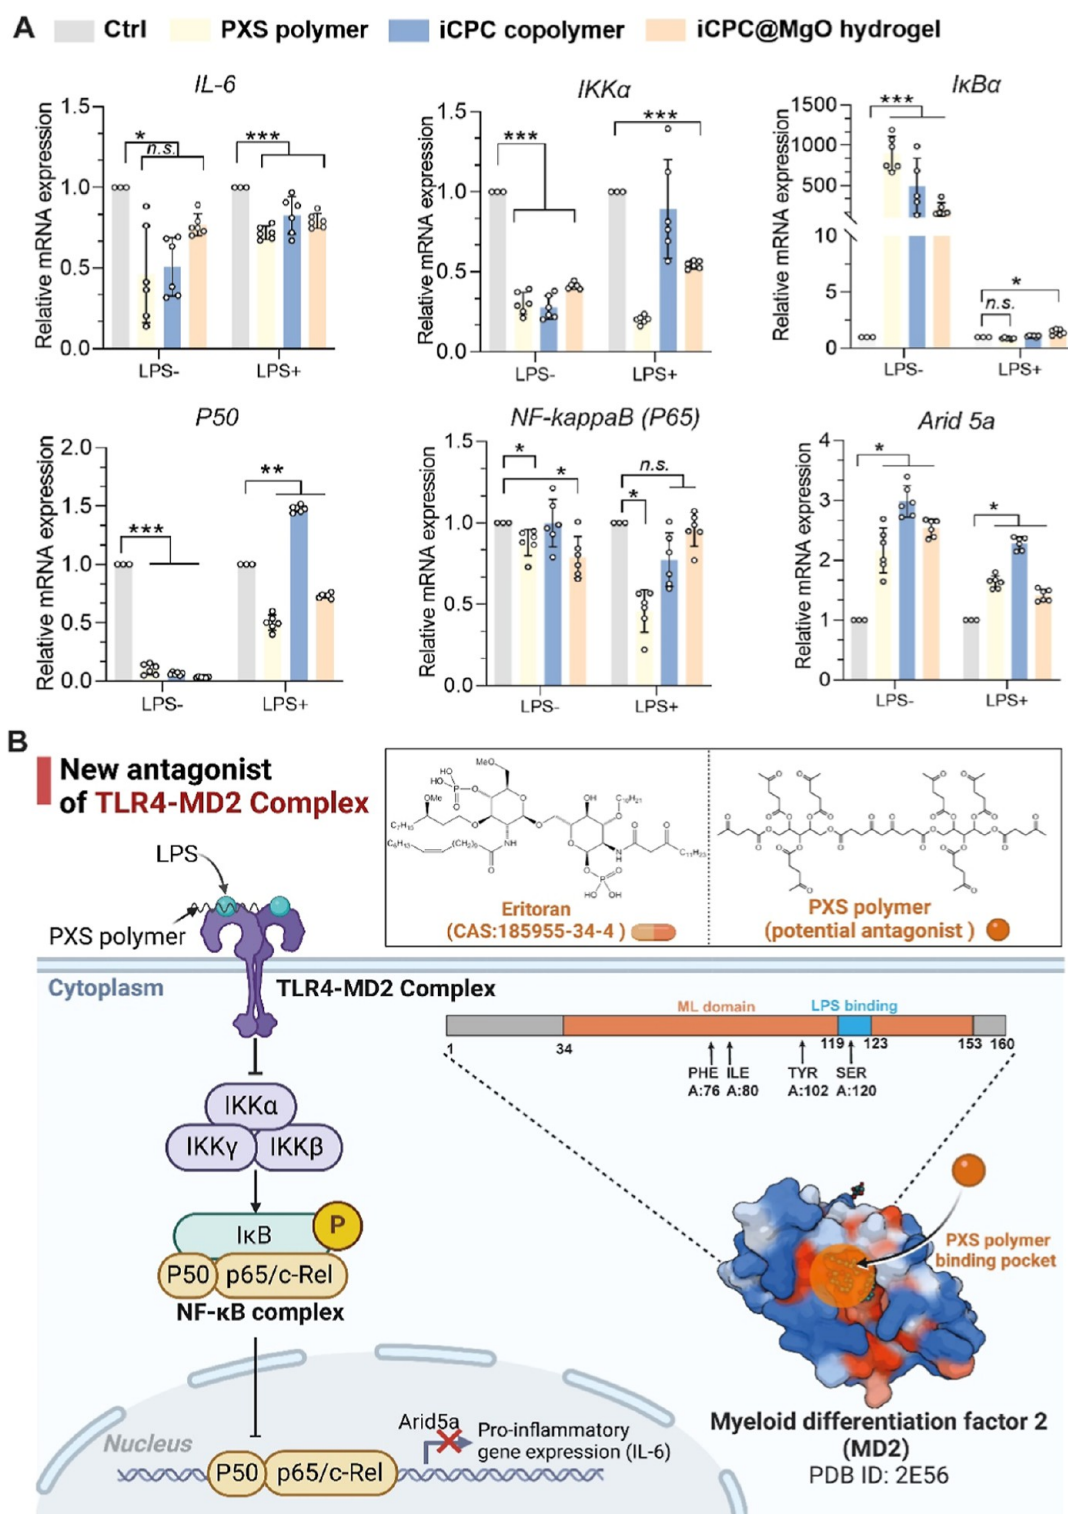 A
Ctrl PXS polymer iCPC copolymer iCPC@MgO hydrogel
IL-6
Relative mRNA expression
1.5
1.0
0.5
0.0
*
n.s.
***
LPS- LPS+
IKKα
Relative mRNA expression
1.5
1.0
0.5
0.0
***
***
LPS- LPS+
IκBα
Relative mRNA expression
1500
1000
500
10
5
0
***
n.s.
*
LPS- LPS+
P50
Relative mRNA expression
2.0
1.5
1.0
0.5
0.0
***
**
LPS- LPS+
NF-kappaB (P65)
Relative mRNA expression
1.5
1.0
0.5
0.0
*
*
*
n.s.
LPS- LPS+
Arid 5a
Relative mRNA expression
4
3
2
1
0
*
*
LPS- LPS+
B
New antagonist
of TLR4-MD2 Complex
LPS
PXS polymer
Cytoplasm
TLR4-MD2 Complex
IKKα
IKKγ IKKβ
IκB
P
P50 p65/c-Rel
NF-κB complex
Nucleus
P50 p65/c-Rel
Arid5a
Pro-inflammatory
gene expression (IL-6)
Eritoran
(CAS:185955-34-4 )
PXS polymer
(potential antagonist )
ML domain
LPS binding
1 34 119 123 153 160
PHE ILE TYR SER
A:76 A:80 A:102 A:120
PXS polymer
binding pocket
Myeloid differentiation factor 2
(MD2)
PDB ID: 2E56